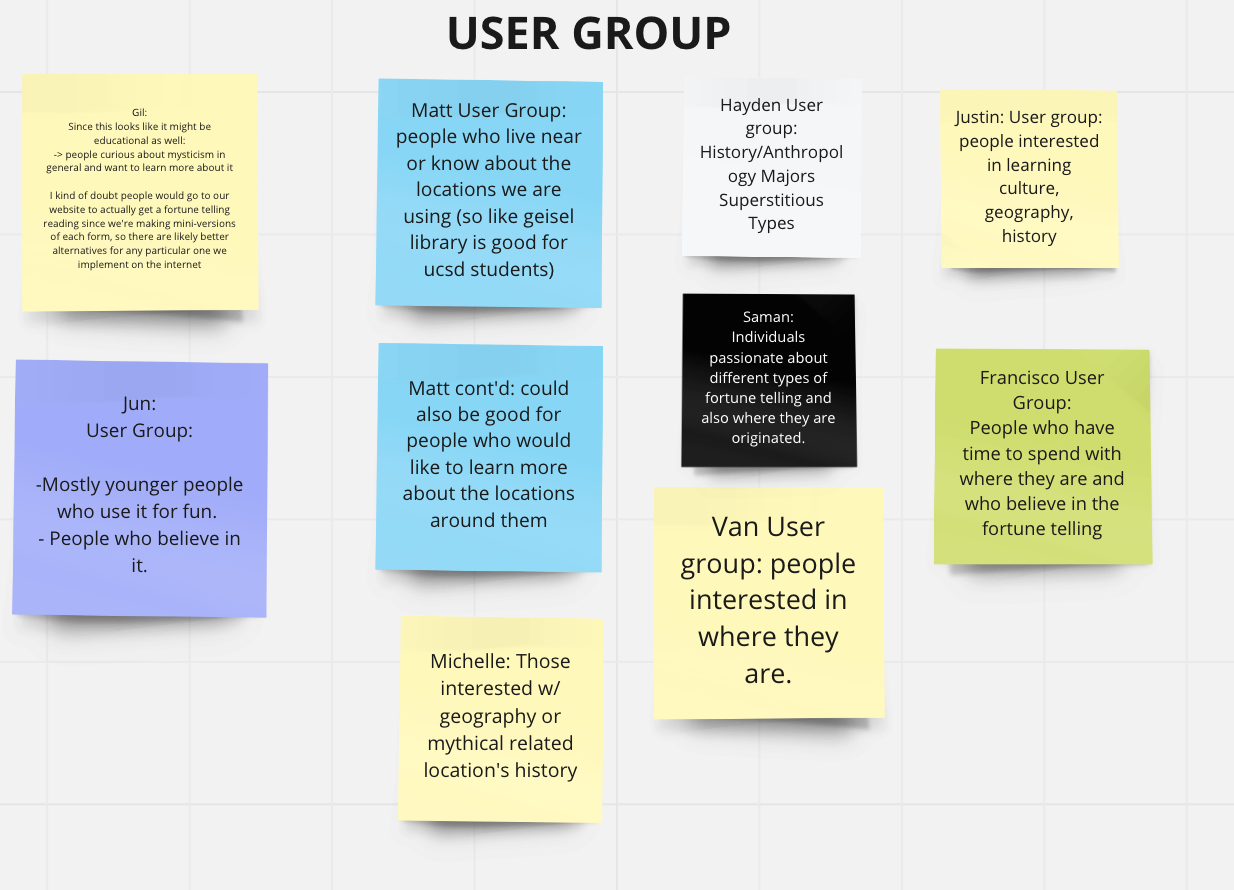 USER GROUP
Gil:
Since this looks like it might be
educational as well:
-> people curious about mysticism in
general and want to learn more about it
I kind of doubt people would go to our
website to actually get a fortune telling
reading since we're making mini-versions
of each form, so there are likely better
alternatives for any particular one we
implement on the internet
Matt User Group:
people who live near
or know about the
locations we are
using (so like geisel
library is good for
ucsd students)
Hayden User
group:
History/Anthropol
ogy Majors
Superstitious
Types
Justin: User group:
people interested
in learning
culture,
geography,
history
Jun:
User Group:
-Mostly younger people
who use it for fun.
- People who believe in
it.
Matt cont'd: could
also be good for
people who would
like to learn more
about the locations
around them
Saman:
Individuals
passionate about
different types of
fortune telling and
also where they are
originated.
Francisco User
Group:
People who have
time to spend with
where they are and
who believe in the
fortune telling
Van User
group: people
interested in
where they
are.
Michelle: Those
interested w/
geography or
mythical related
location's history